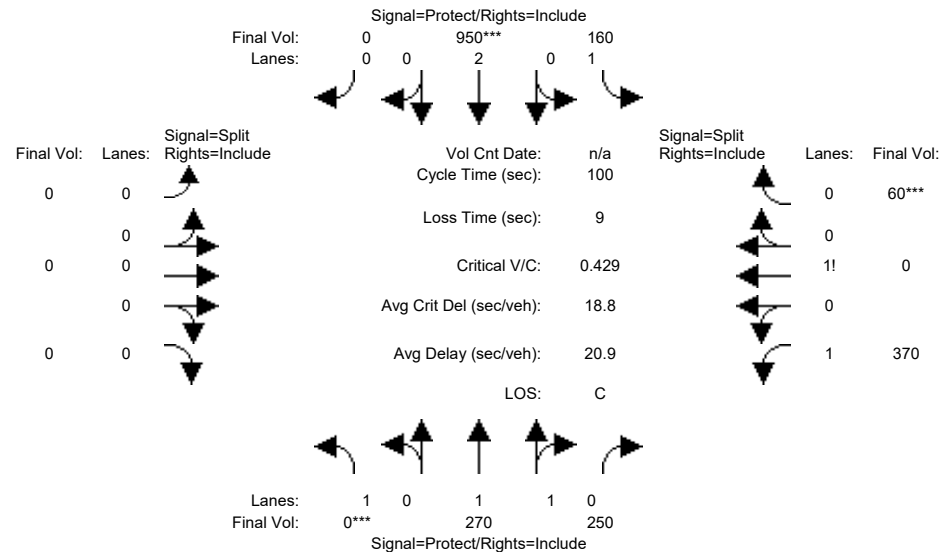 Signal=Protect/Rights=Include
Final Vol: 0 950*** 160
Lanes: 0 0 2 0 1
Signal=Split
Final Vol: Lanes: Rights=Include
Vol Cnt Date: n/a
Signal=Split
Rights=Include Lanes: Final Vol:
Cycle Time (sec): 100
0 0
0 60***
Loss Time (sec): 9
0
0
0 0
Critical V/C: 0.429
1! 0
0
Avg Crit Del (sec/veh): 18.8
0
0 0
Avg Delay (sec/veh): 20.9
1 370
LOS: C
Lanes: 1 0 1 1 0
Final Vol: 0*** 270 250
Signal=Protect/Rights=Include